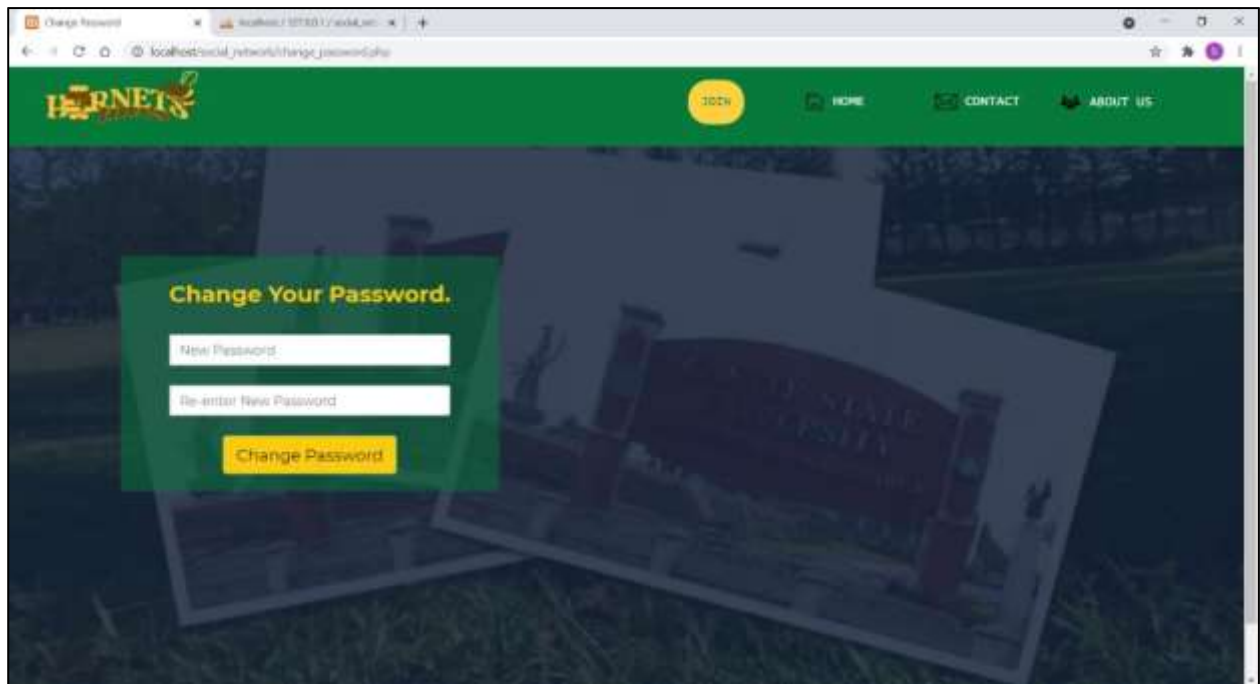 Change Password
localhost/social_network/change_password.php
HORNETS
JOIN
HOME
CONTACT
ABOUT US
STATE
Change Your Password.
New Password
Re-enter New Password
Change Password